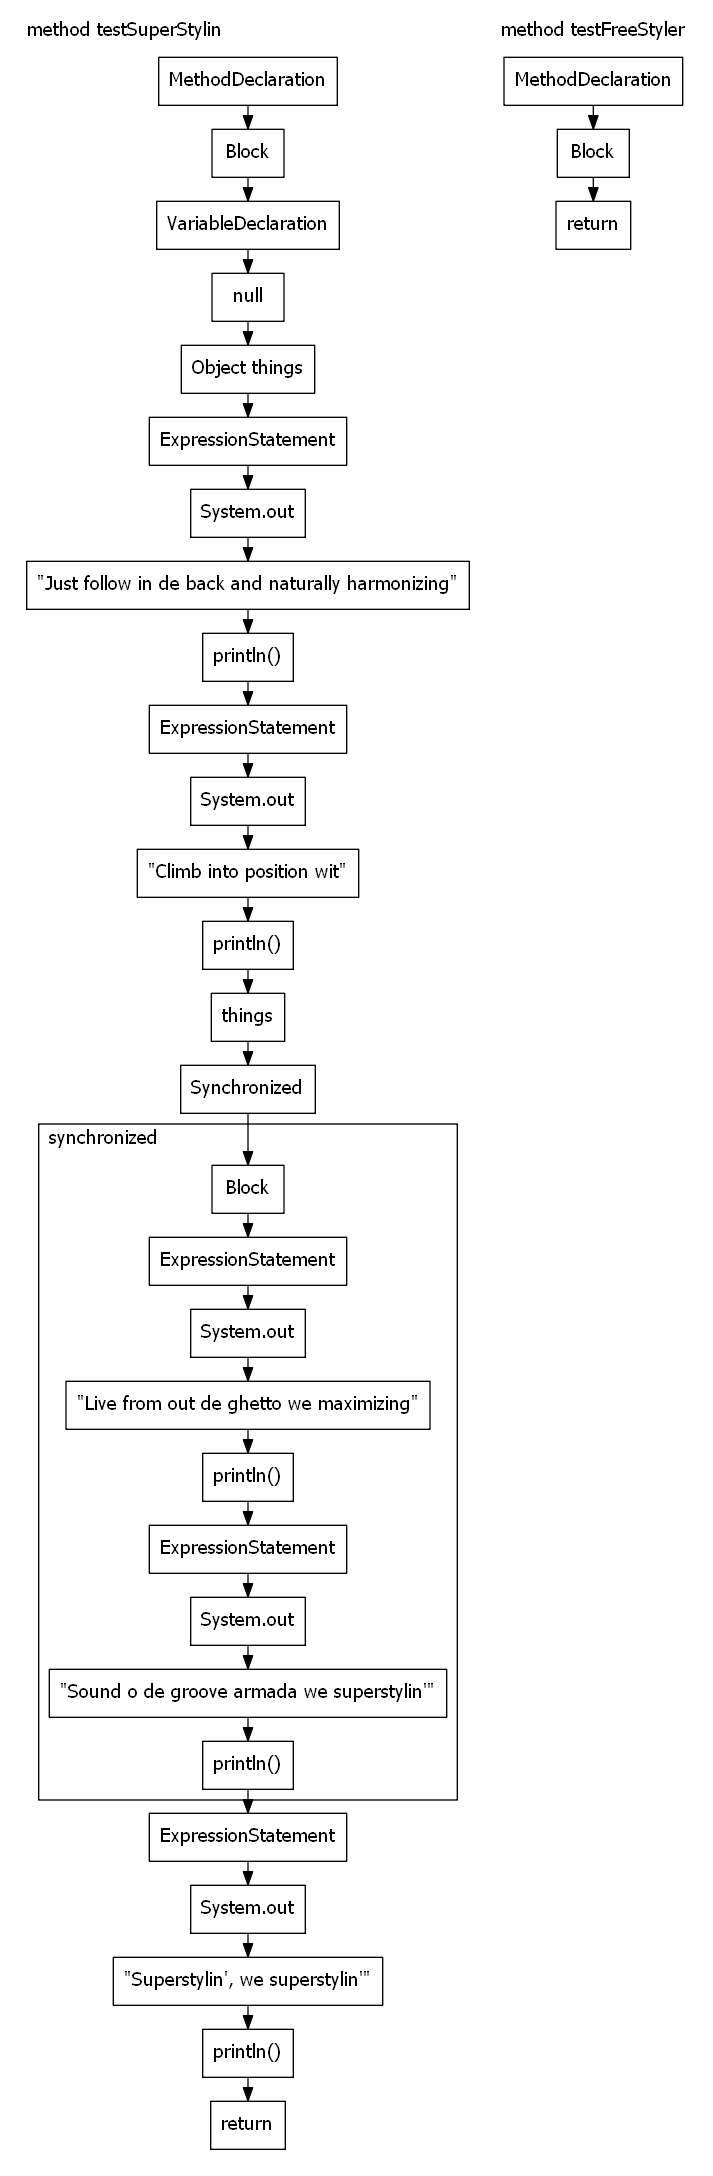 method testSuperStylin
MethodDeclaration
Block
VariableDeclaration
null
Object things
ExpressionStatement
System.out
"Just follow in de back and naturally harmonizing"
println()
ExpressionStatement
System.out
"Climb into position wit"
println()
things
Synchronized
synchronized
Block
ExpressionStatement
System.out
"Live from out de ghetto we maximizing"
println()
ExpressionStatement
System.out
"Sound o de groove armada we superstylin'"
println()
ExpressionStatement
System.out
"Superstylin', we superstylin'"
println()
return
method testFreeStyler
MethodDeclaration
Block
return